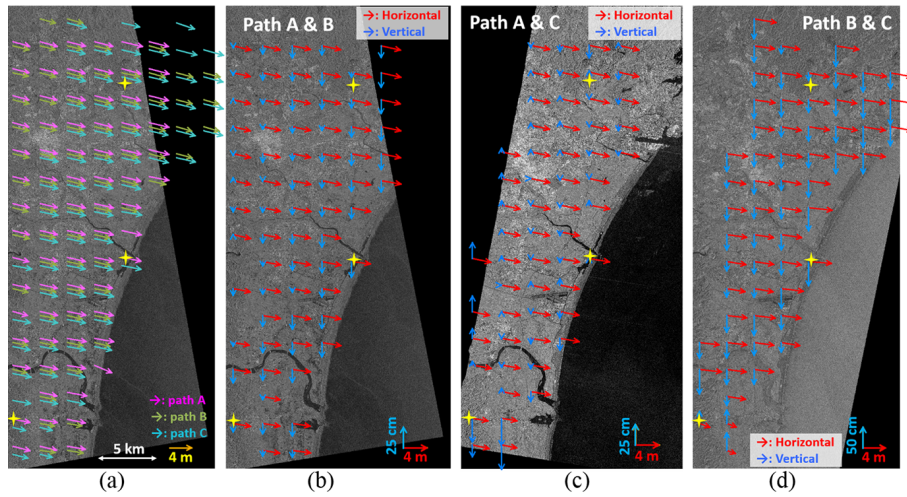 Path A & B
→: Horizontal
→: Vertical
Path A & C
→: Horizontal
→: Vertical
Path B & C
→: path A
→: path B
→: path C
5 km
4 m
25 cm
4 m
25 cm
4 m
→: Horizontal
→: Vertical
50 cm
4 m
(a)
(b)
(c)
(d)